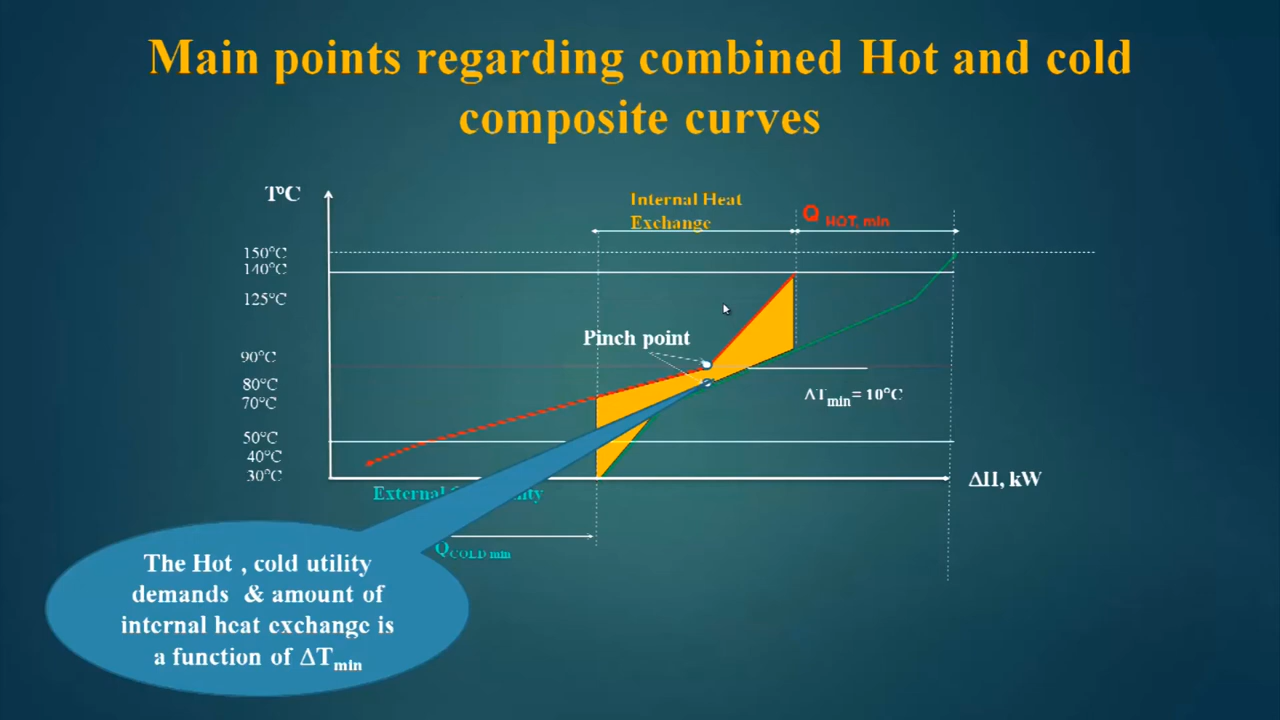 Main points regarding combined Hot and cold
composite curves
T°C
Internal Heat
Exchange
Q HOT, min
150°C
140°C
125°C
Pinch point
90°C
80°C
70°C
ΔTmin= 10°C
50°C
40°C
30°C
ΔH, kW
External
QCOLD min
The Hot , cold utility
demands & amount of
internal heat exchange is
a function of ΔTmin